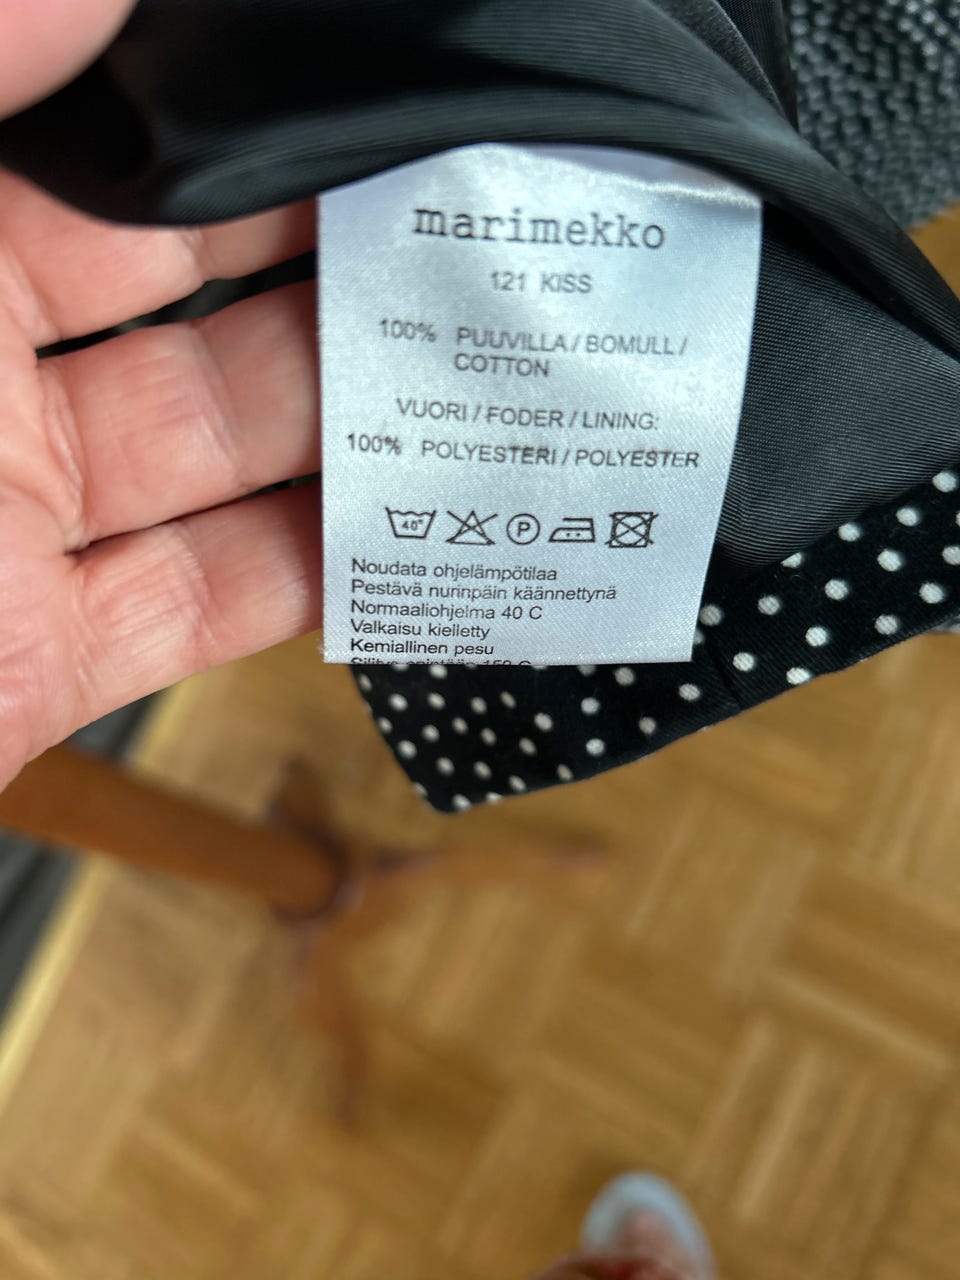 marimekko
121 KISS
100% PUUVILLA / BOMULL /
COTTON
VUORI / FODER / LINING:
100% POLYESTERI / POLYESTER
40° P
Noudata ohjelämpötilaa
Pestävä nurinpäin käännettynä
Normaaliohjelma 40 C
Valkaisu kielletty
Kemiallinen pesu